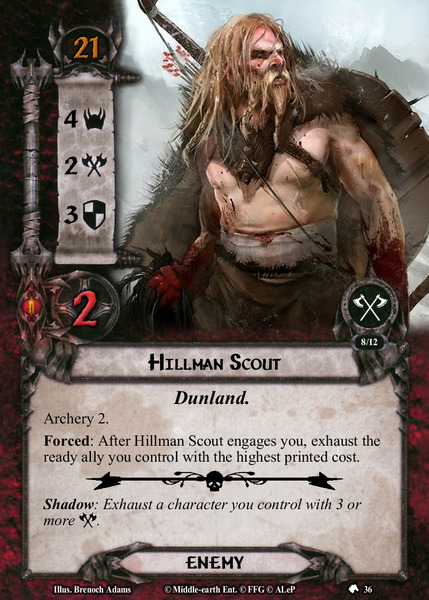 21
4
2
3
2
8/12
Hillman Scout
Dunland.
Archery 2.
Forced: After Hillman Scout engages you, exhaust the
ready ally you control with the highest printed cost.
Shadow: Exhaust a character you control with 3 or
more .
ENEMY
Illus. Brenoch Adams © Middle-earth Ent. © FFG © ALeP 36